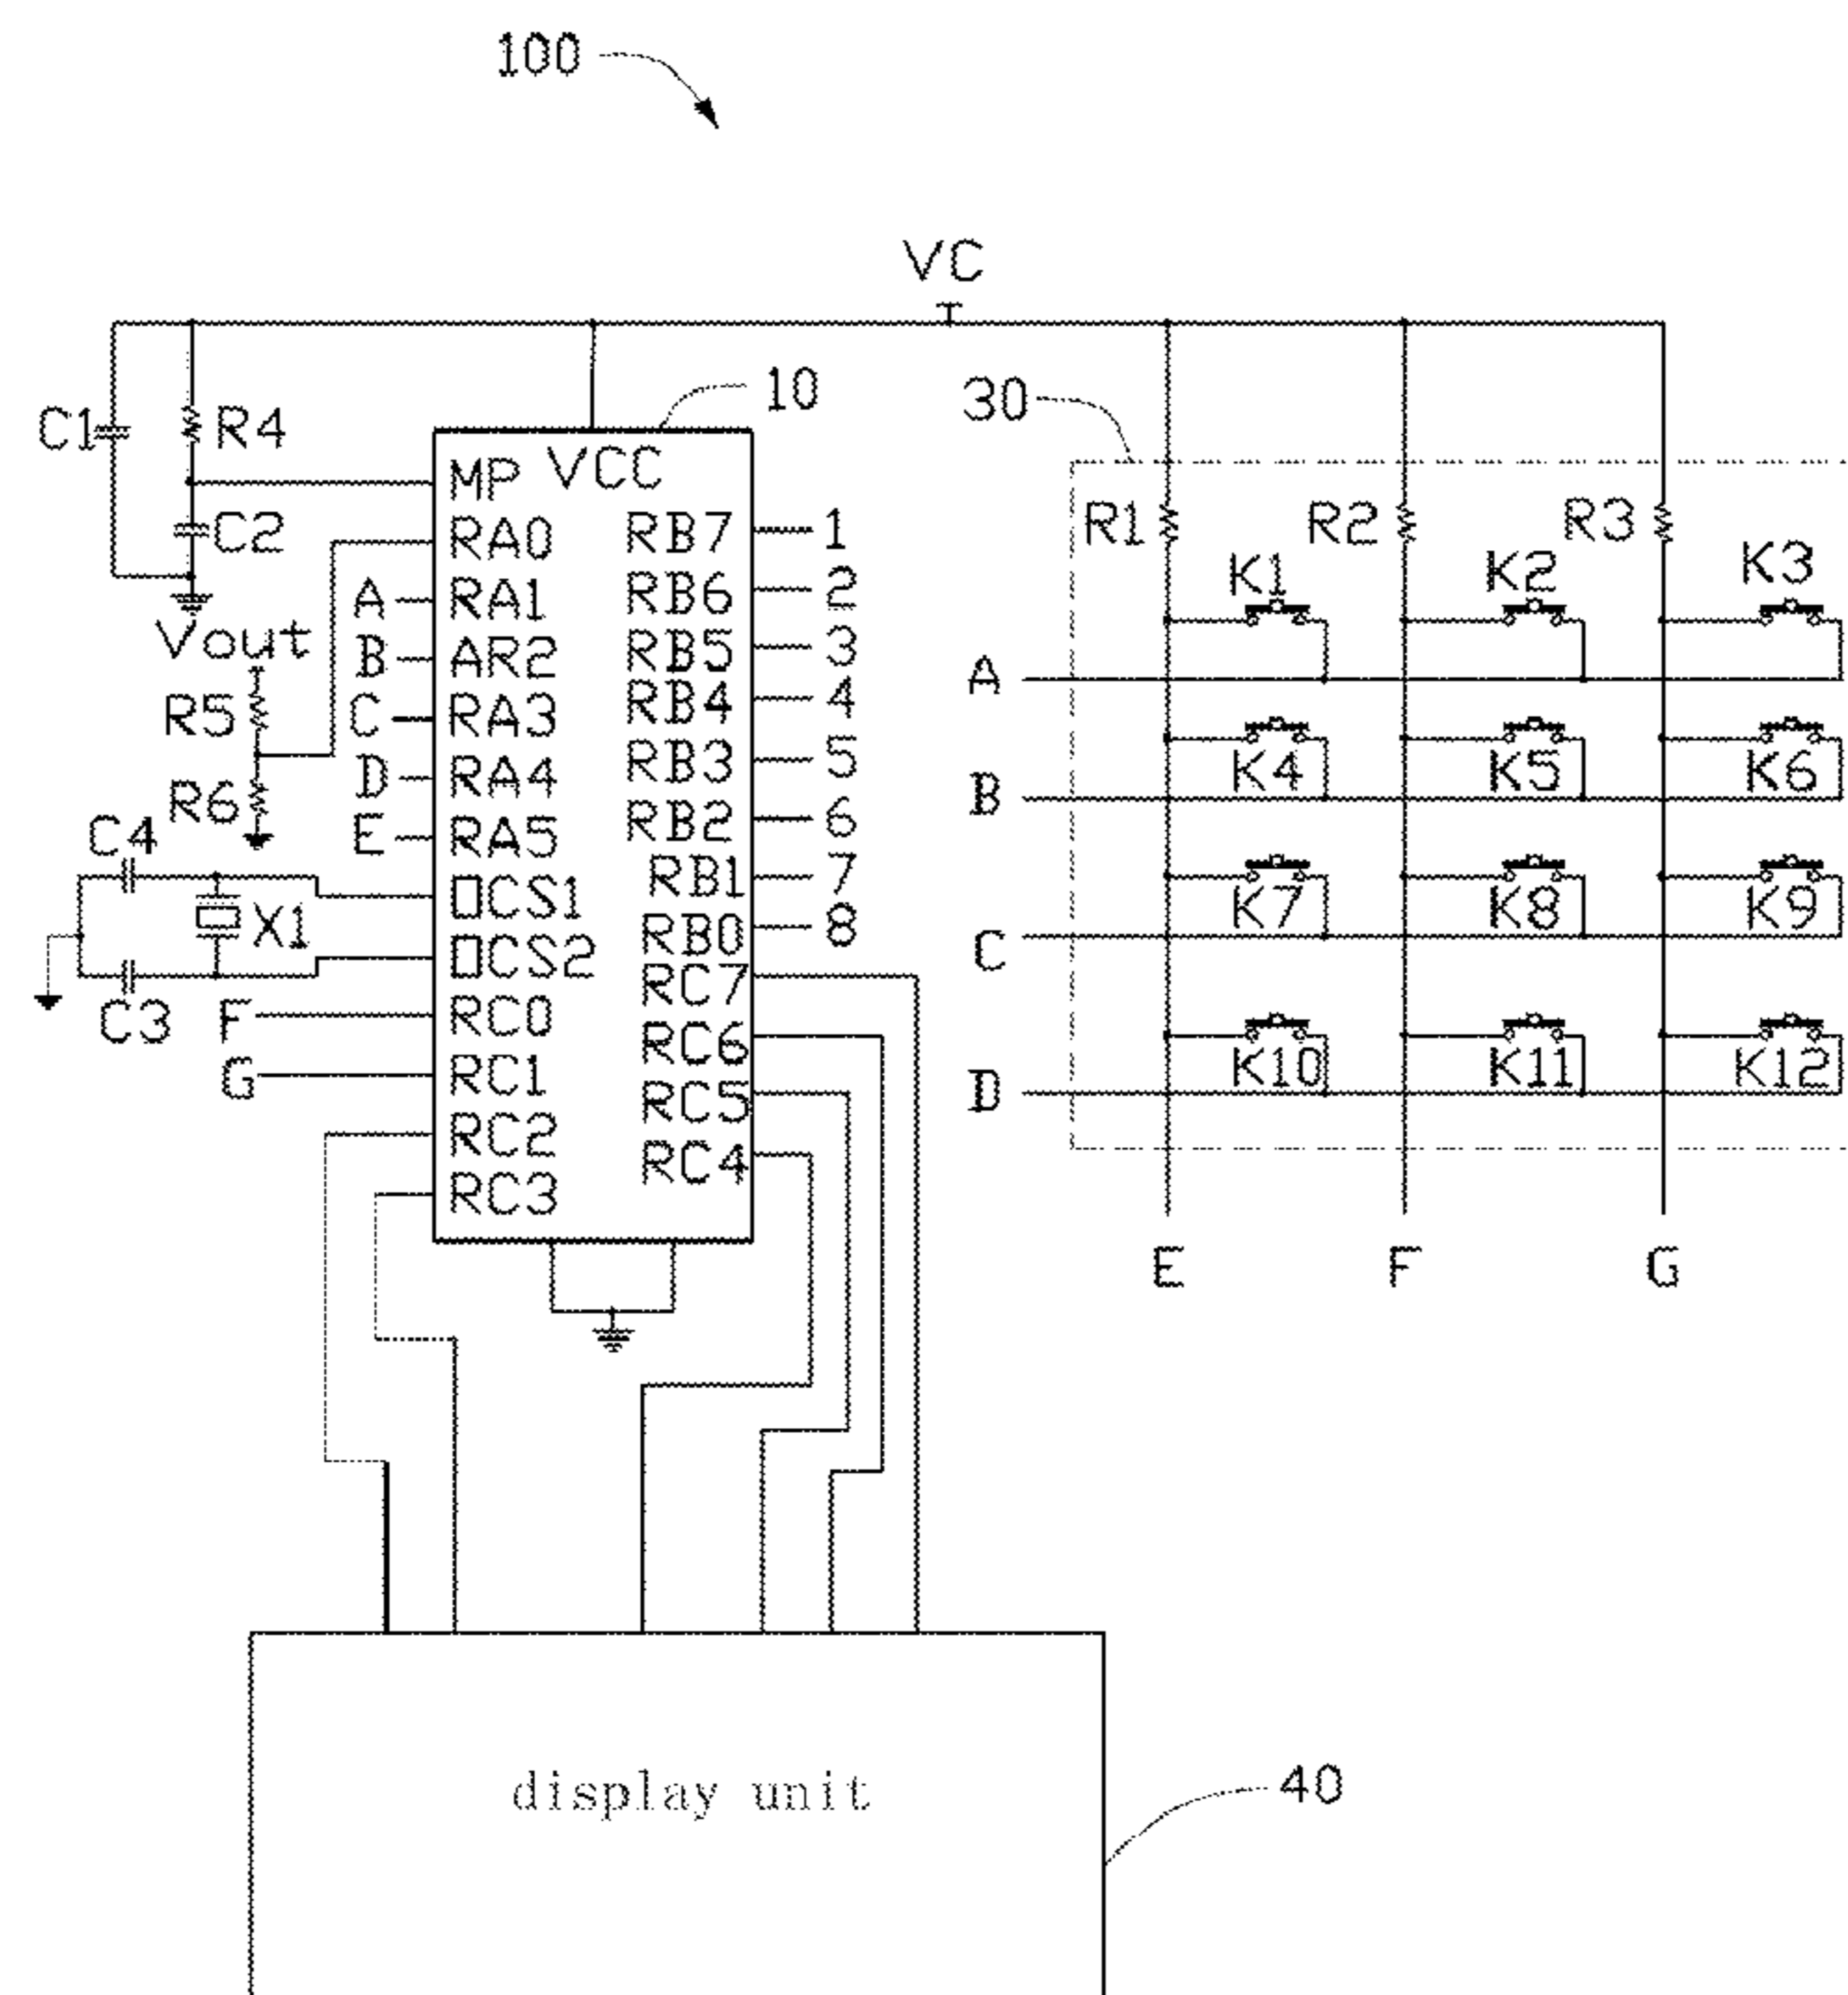 100
VC
10
30
C1
R4
C2
Vout
R5
R6
C4
X1
C3
MP VCC
RA0
A RA1
B AR2
C RA3
D RA4
E RA5
OCS1
OCS2
F RC0
G RC1
RC2
RC3
RB7 1
RB6 2
RB5 3
RB4 4
RB3 5
RB2 6
RB1 7
RB0 8
RC7
RC6
RC5
RC4
R1 R2 R3
K1 K2 K3
A
K4 K5 K6
B
K7 K8 K9
C
K10 K11 K12
D
E F G
display unit
40